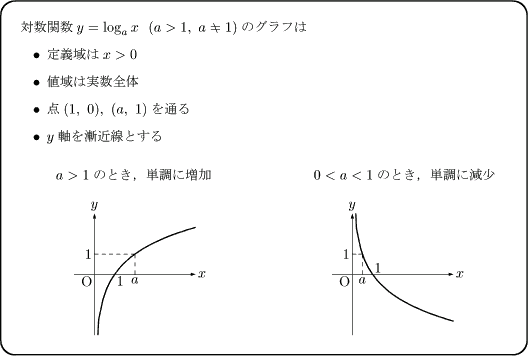 対数関数 y = logₐ x (a > 1, a ≠ 1) のグラフは
● 定義域は x > 0
● 値域は実数全体
● 点 (1, 0), (a, 1) を通る
● y 軸を漸近線とする
a > 1 のとき，単調に増加
0 < a < 1 のとき，単調に減少
y
1
O
1
a
x
y
1
O
a
1
x